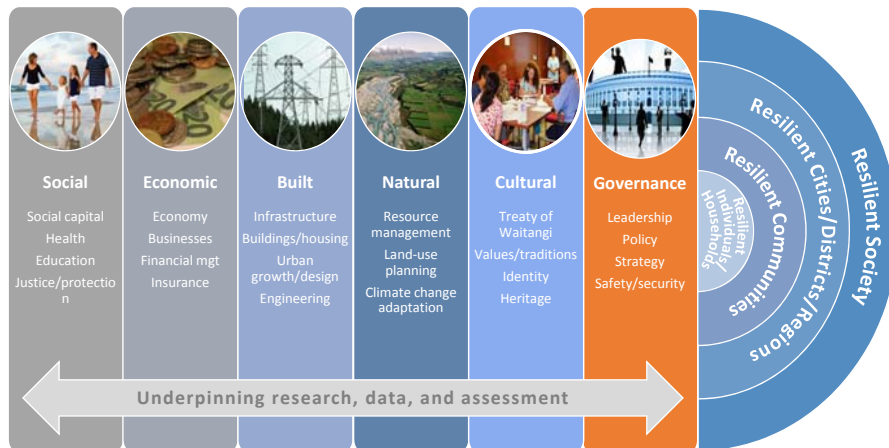 Social
Social capital
Health
Education
Justice/protectio
n
Economic
Economy
Businesses
Financial mgt
Insurance
Built
Infrastructure
Buildings/housing
Urban
growth/design
Engineering
Natural
Resource
management
Land-use
planning
Climate change
adaptation
Cultural
Treaty of
Waitangi
Values/traditions
Identity
Heritage
Governance
Leadership
Policy
Strategy
Safety/security
Resilient
Individuals/
Households
Resilient Communities
Resilient Cities/Districts/Regions
Resilient Society
Underpinning research, data, and assessment